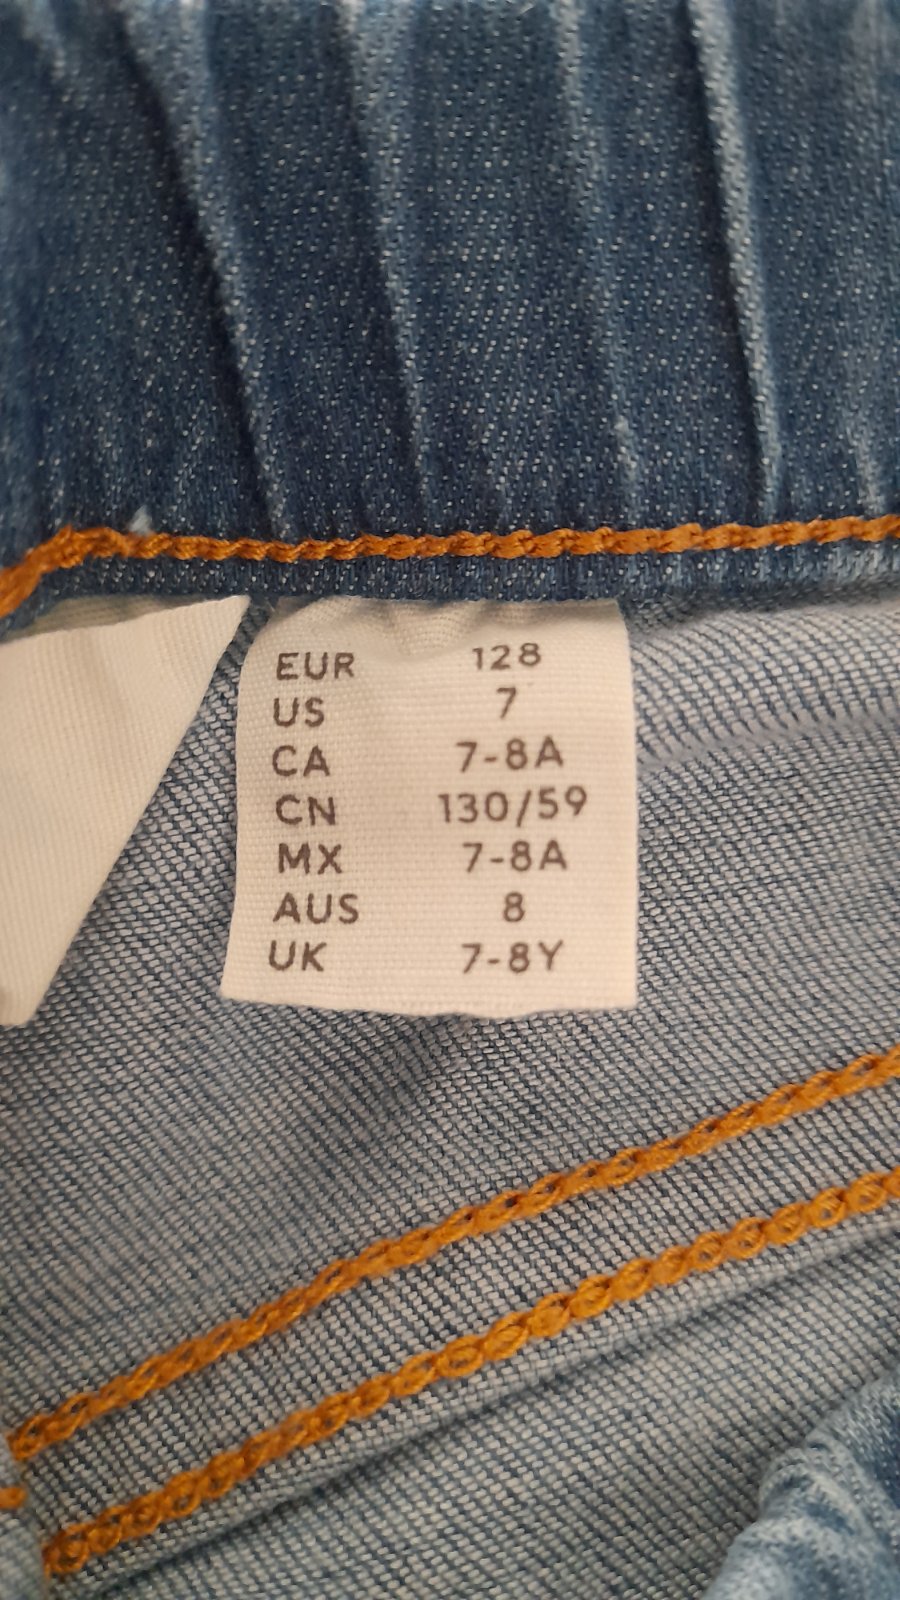 EUR 128
US 7
CA 7-8A
CN 130/59
MX 7-8A
AUS 8
UK 7-8Y